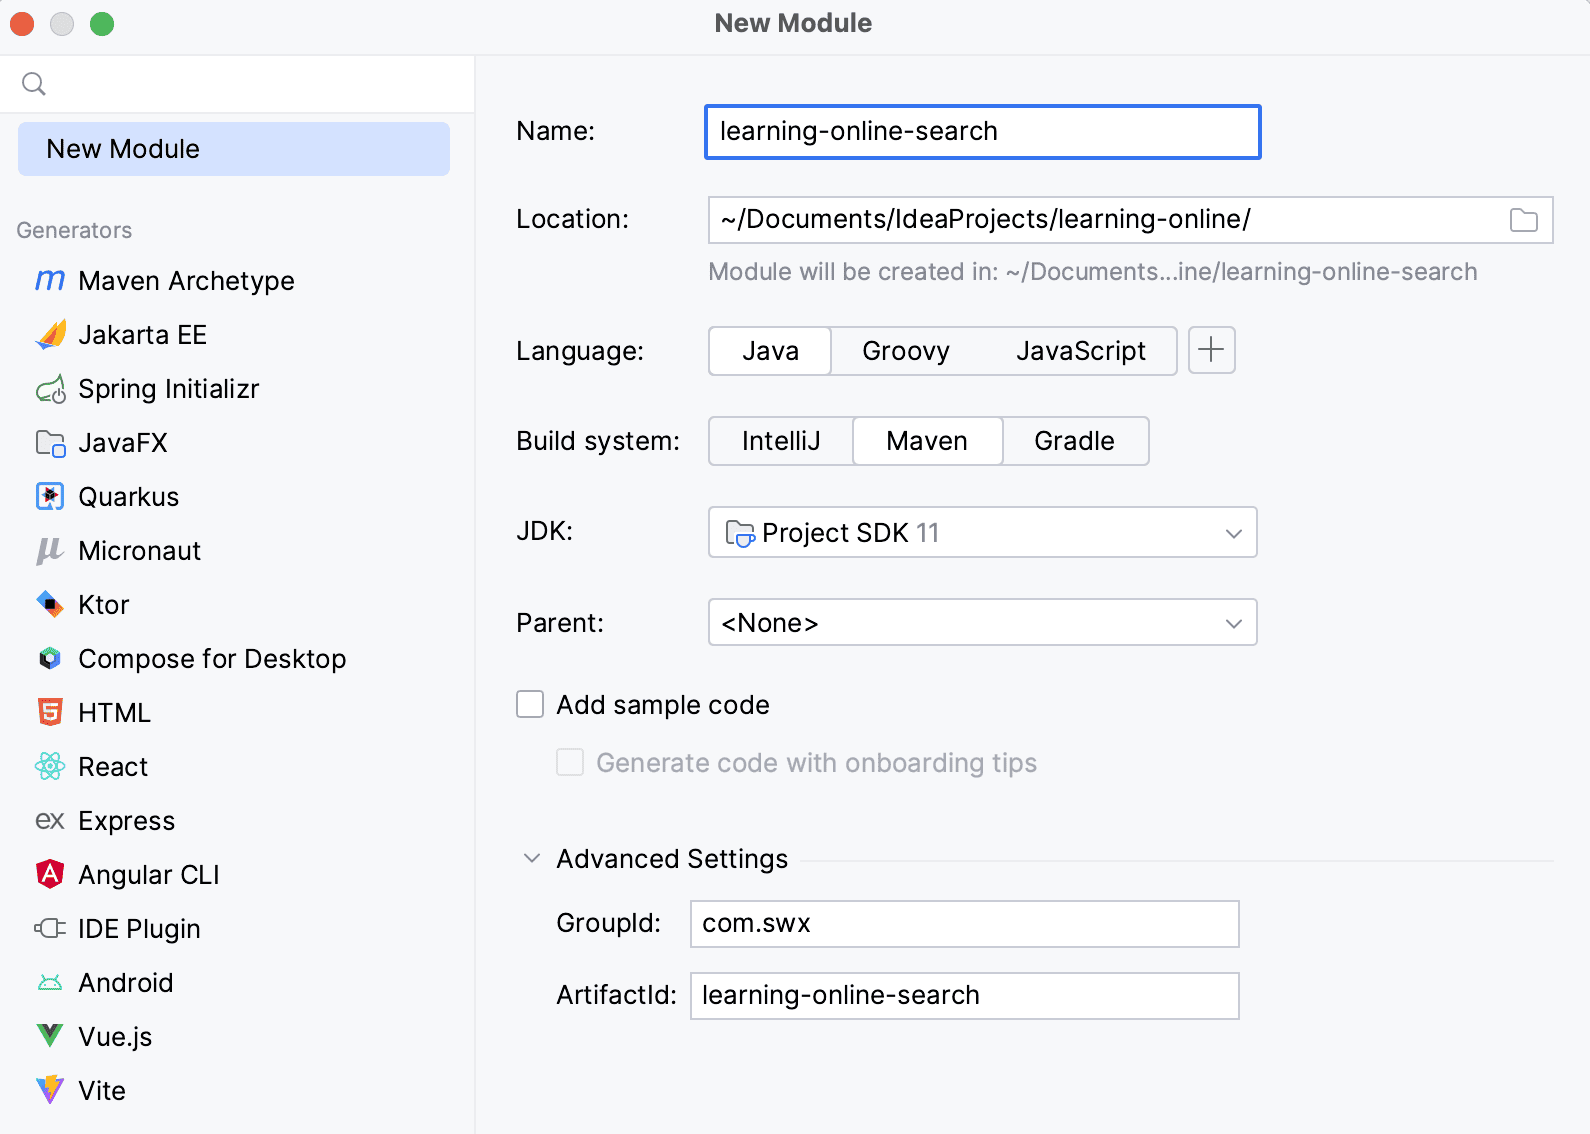 New Module
New Module
Generators
Maven Archetype
Jakarta EE
Spring Initializr
JavaFX
Quarkus
Micronaut
Ktor
Compose for Desktop
HTML
React
ex Express
Angular CLI
IDE Plugin
Android
Vue.js
Vite
Name: learning-online-search
Location: ~/Documents/IdeaProjects/learning-online/
Module will be created in: ~/Documents...ine/learning-online-search
Language: Java Groovy JavaScript
Build system: IntelliJ Maven Gradle
JDK: Project SDK 11
Parent: <None>
Add sample code
Generate code with onboarding tips
Advanced Settings
GroupId: com.swx
ArtifactId: learning-online-search